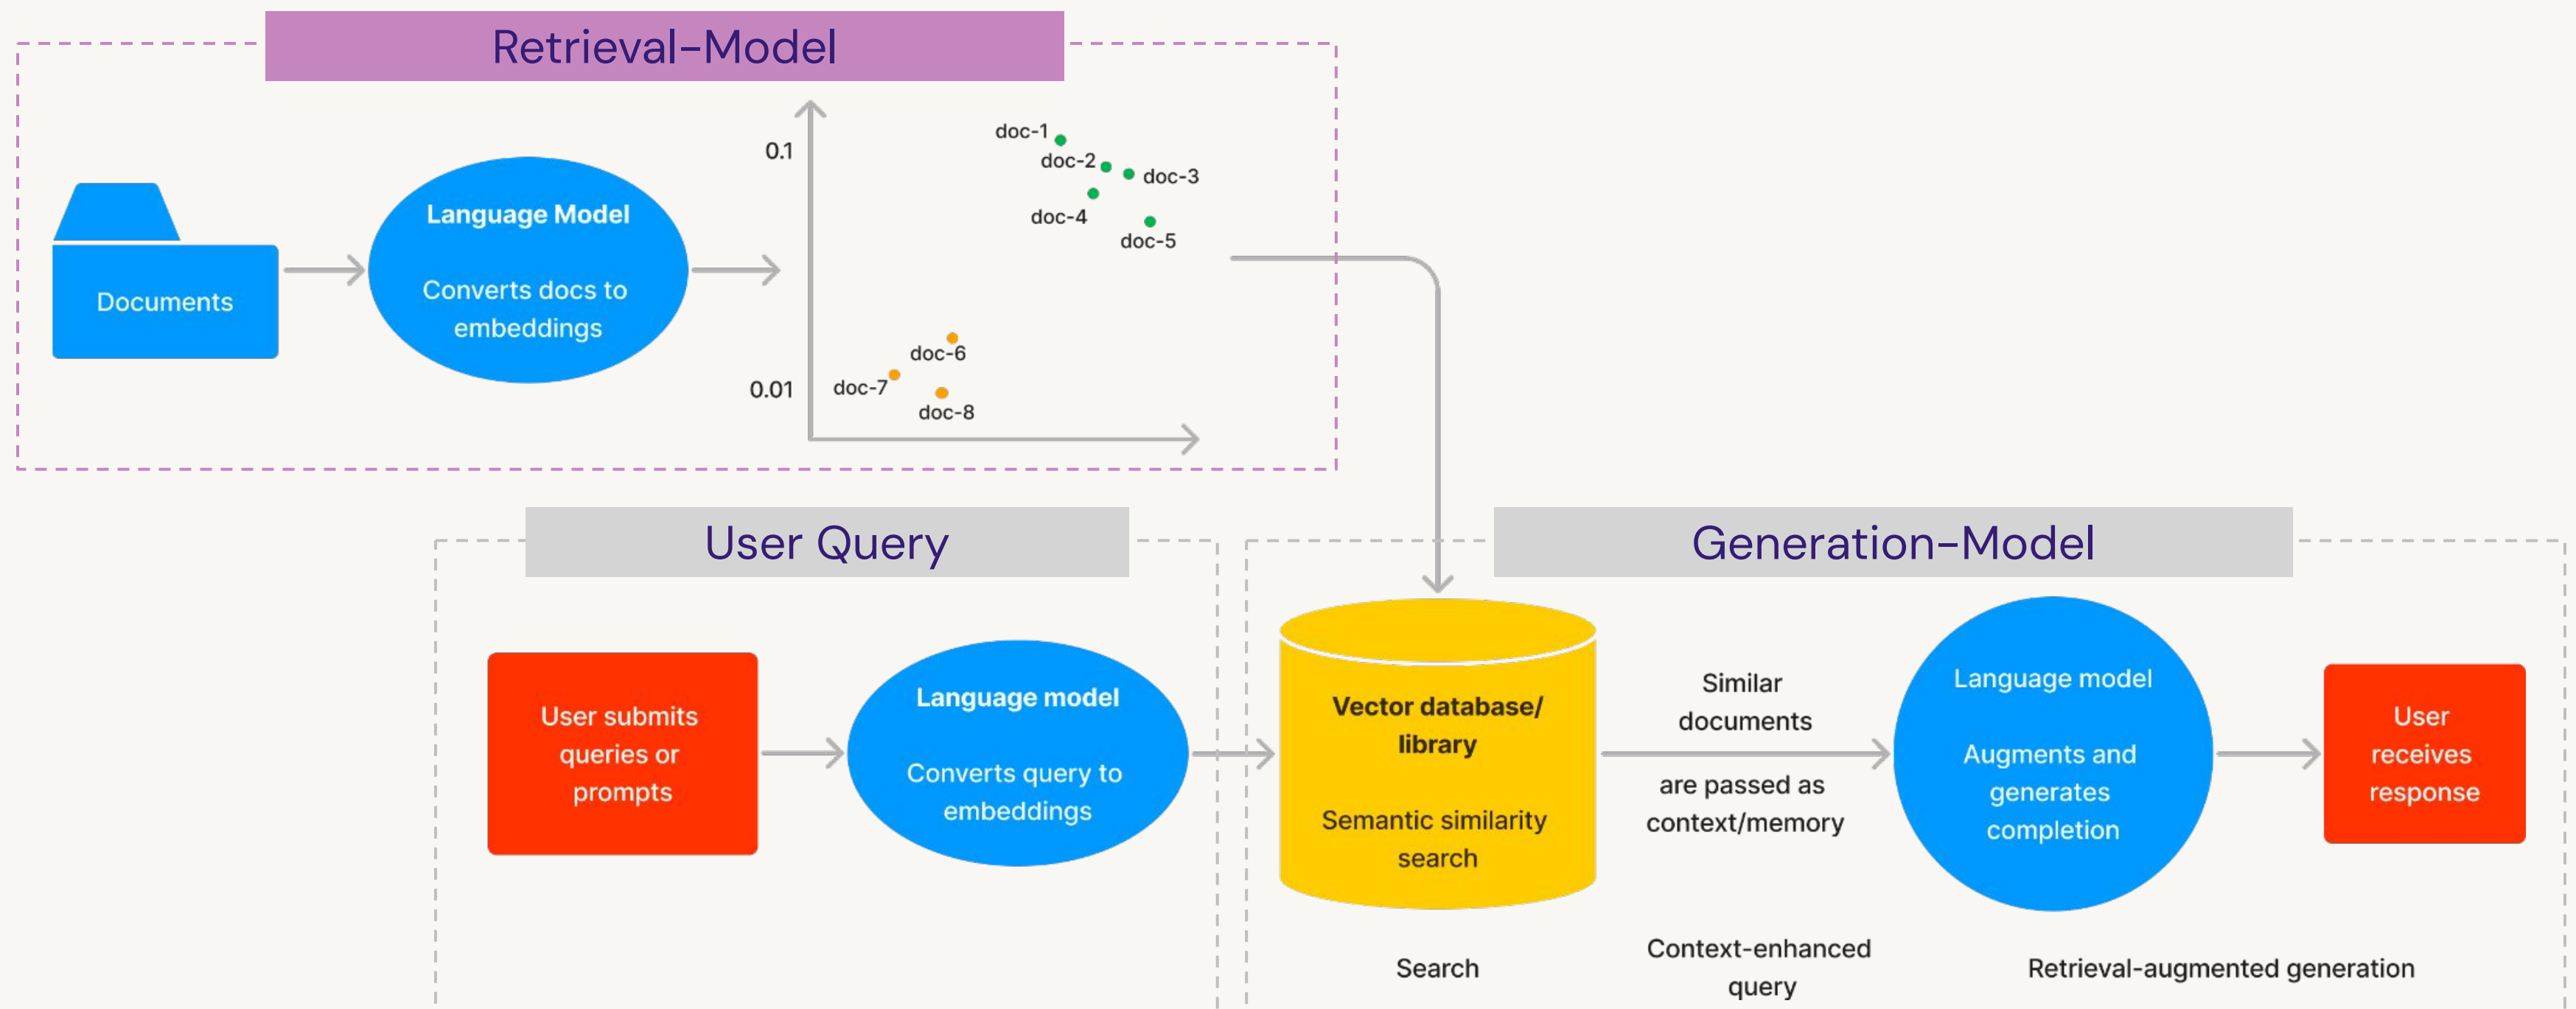 Retrieval-Model
Documents
Language Model
Converts docs to
embeddings
0.1
0.01
doc-1
doc-2
doc-3
doc-4
doc-5
doc-6
doc-7
doc-8
User Query
User submits
queries or
prompts
Language model
Converts query to
embeddings
Generation-Model
Vector database/
library
Semantic similarity
search
Search
Similar
documents
are passed as
context/memory
Context-enhanced
query
Language model
Augments and
generates
completion
User
receives
response
Retrieval-augmented generation